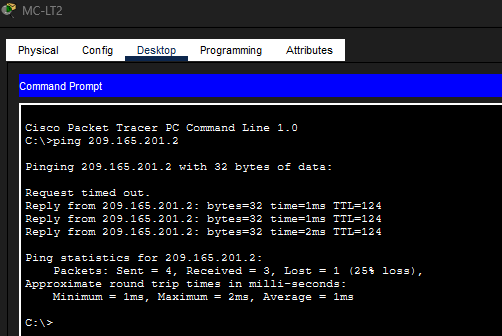 MC-LT2
Physical Config Desktop Programming Attributes
Command Prompt
Cisco Packet Tracer PC Command Line 1.0
C:\>ping 209.165.201.2
Pinging 209.165.201.2 with 32 bytes of data:
Request timed out.
Reply from 209.165.201.2: bytes=32 time=1ms TTL=124
Reply from 209.165.201.2: bytes=32 time=1ms TTL=124
Reply from 209.165.201.2: bytes=32 time=2ms TTL=124
Ping statistics for 209.165.201.2:
Packets: Sent = 4, Received = 3, Lost = 1 (25% loss),
Approximate round trip times in milli-seconds:
Minimum = 1ms, Maximum = 2ms, Average = 1ms
C:\>